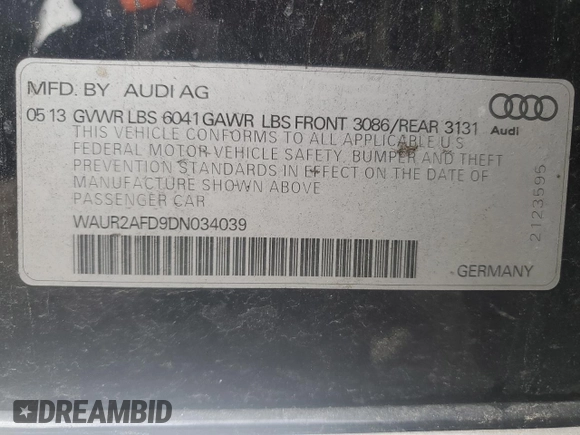 MFD. BY AUDI AG
05 13 GVWR LBS 6041 GAWR LBS FRONT 3086/REAR 3131
Audi
THIS VEHICLE CONFORMS TO ALL APPLICABLE U S
FEDERAL MOTOR VEHICLE SAFETY, BUMPER AND THEFT
PREVENTION STANDARDS IN EFFECT ON THE DATE OF
MANUFACTURE SHOWN ABOVE
PASSENGER CAR
WAUR2AFD9DN034039
2123595
GERMANY
DREAMBID